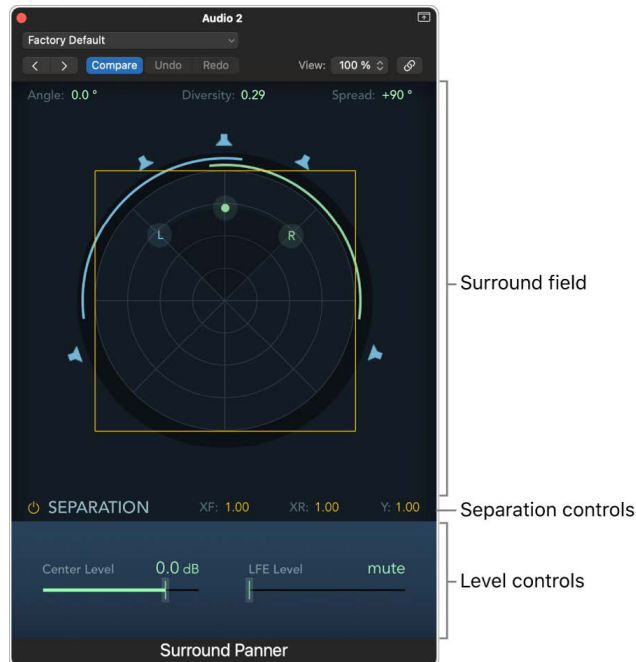 Audio 2
Factory Default
Compare Undo Redo View: 100 %
Angle: 0.0 ° Diversity: 0.29 Spread: +90 °
L R
Surround field
SEPARATION XF: 1.00 XR: 1.00 Y: 1.00
Separation controls
Center Level 0.0 dB LFE Level mute
Level controls
Surround Panner